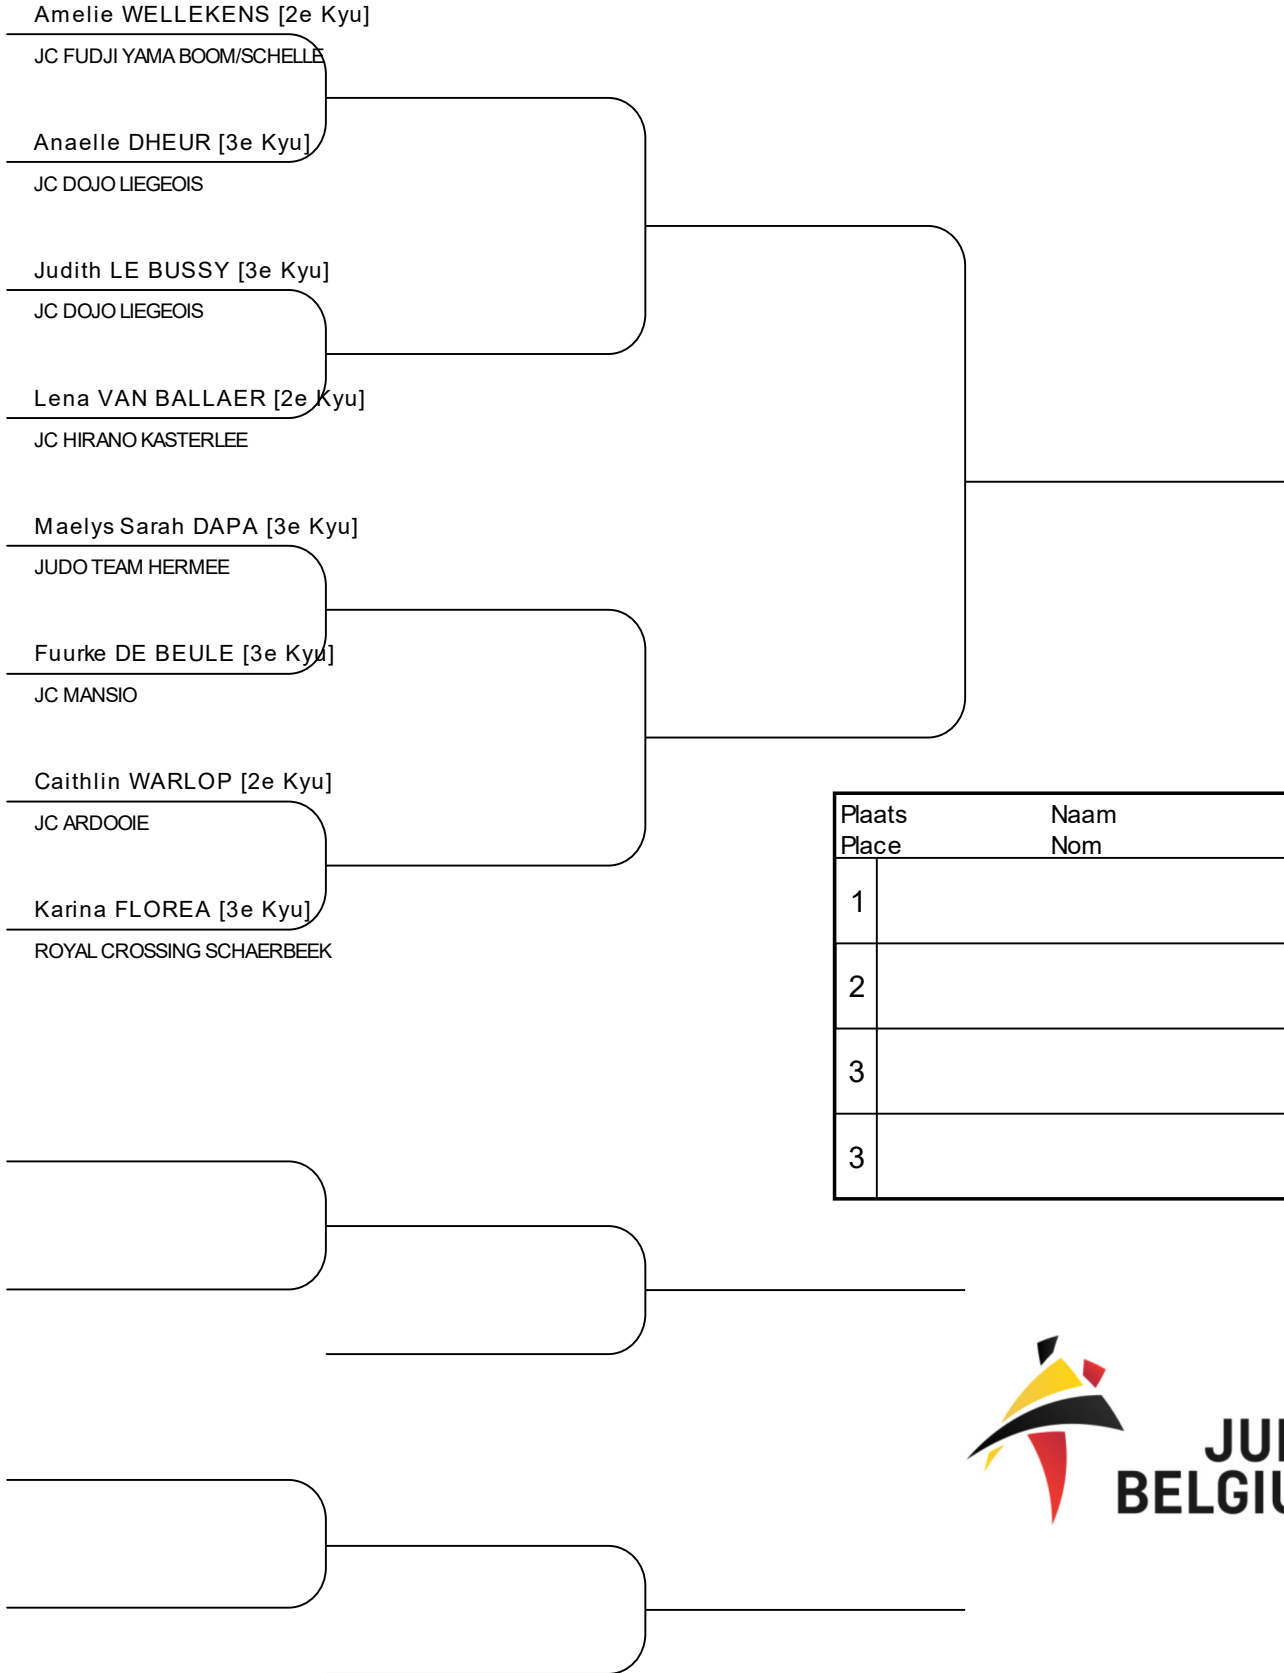 Amelie WELLEKENS [2e Kyu]
JC FUDJI YAMA BOOM/SCHELLE
Anaelle DHEUR [3e Kyu]
JC DOJO LIEGEOIS
Judith LE BUSSY [3e Kyu]
JC DOJO LIEGEOIS
Lena VAN BALLAER [2e Kyu]
JC HIRANO KASTERLEE
Maelys Sarah DAPA [3e Kyu]
JUDO TEAM HERMEE
Fuurke DE BEULE [3e Kyu]
JC MANSIO
Caithlin WARLOP [2e Kyu]
JC ARDOOIE
Karina FLOREA [3e Kyu]
ROYAL CROSSING SCHAERBEEK
Plaats Naam
Place Nom
1
2
3
3
JU
BELGIU